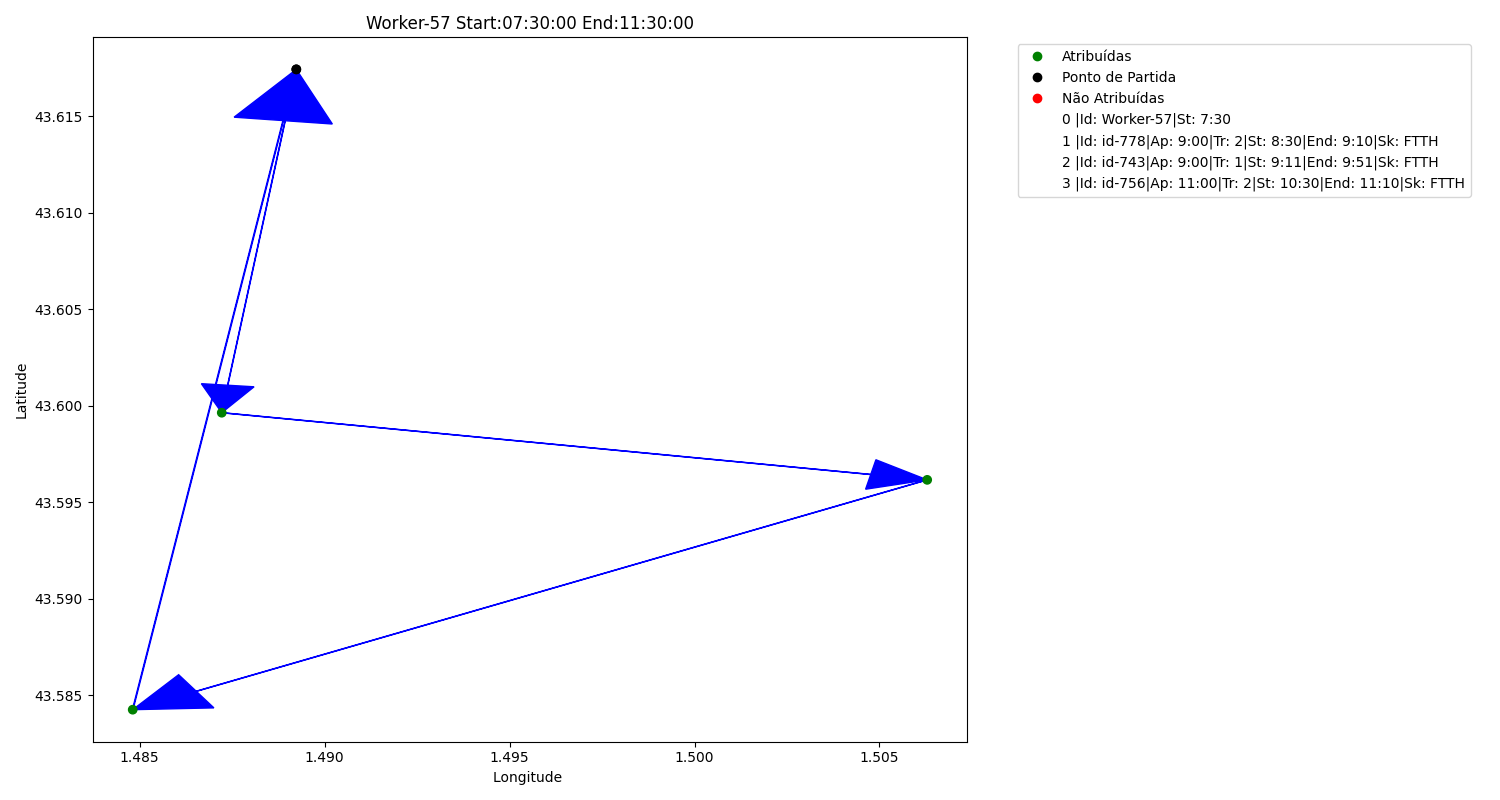 Worker-57 Start:07:30:00 End:11:30:00
Atribuídas
Ponto de Partida
Não Atribuídas
0 |Id: Worker-57|St: 7:30
1 |Id: id-778|Ap: 9:00|Tr: 2|St: 8:30|End: 9:10|Sk: FTTH
2 |Id: id-743|Ap: 9:00|Tr: 1|St: 9:11|End: 9:51|Sk: FTTH
3 |Id: id-756|Ap: 11:00|Tr: 2|St: 10:30|End: 11:10|Sk: FTTH
43.615
43.610
43.605
43.600
43.595
43.590
43.585
Latitude
1.485
1.490
1.495
1.500
1.505
Longitude